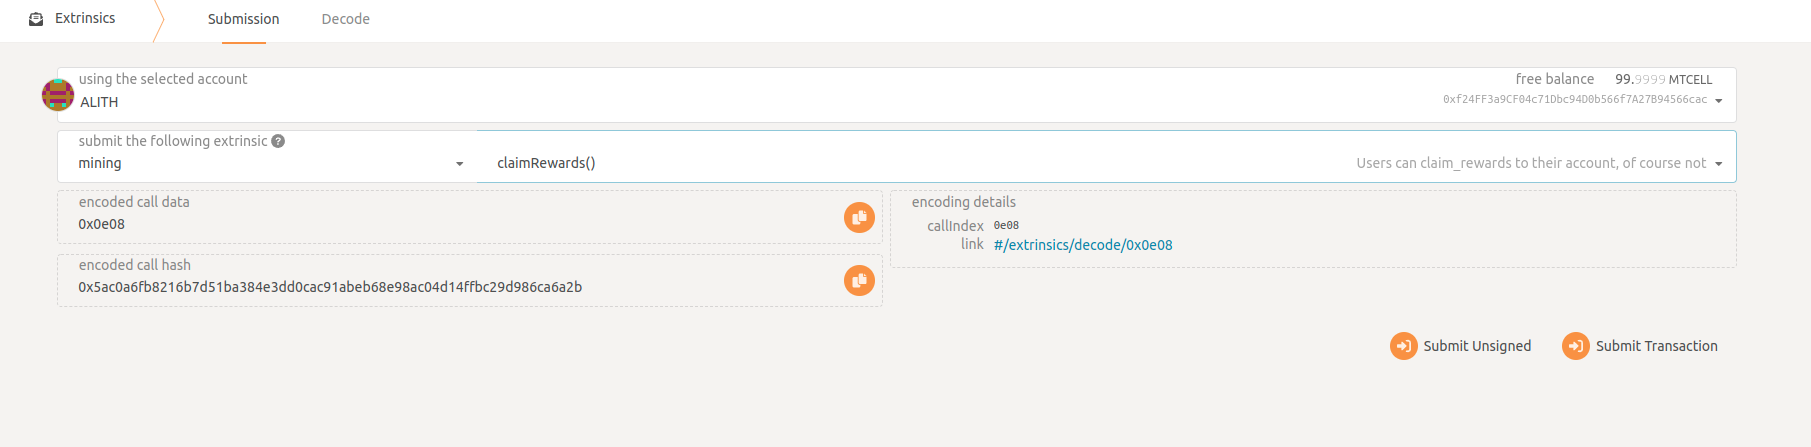 Extrinsics
Submission
Decode
using the selected account
ALITH
free balance 99.9999 MTCELL
0xf24FF3a9CF04c71Dbc94D0b566f7A27B94566cac
submit the following extrinsic ?
mining
claimRewards()
Users can claim_rewards to their account, of course not
encoded call data
0x0e08
encoding details
callIndex 0e08
link #/extrinsics/decode/0x0e08
encoded call hash
0x5ac0a6fb8216b7d51ba384e3dd0cac91abeb68e98ac04d14ffbc29d986ca6a2b
Submit Unsigned
Submit Transaction